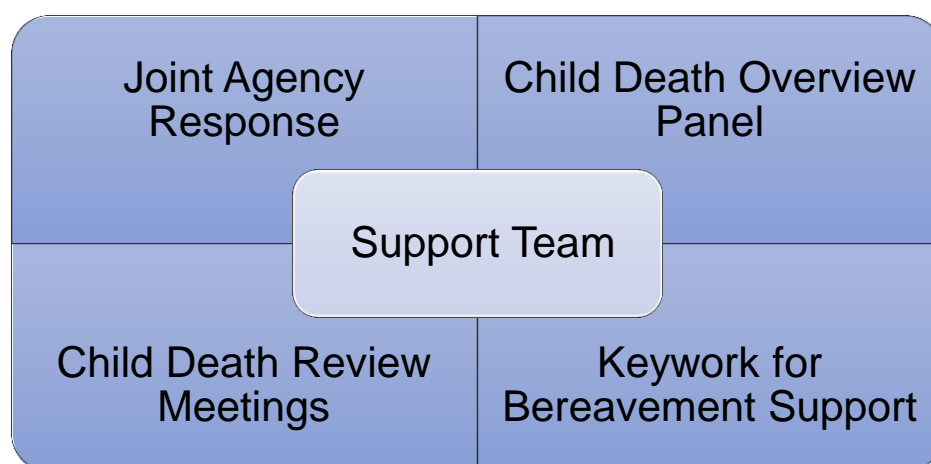 Joint Agency
Response
Child Death Overview
Panel
Support Team
Child Death Review
Meetings
Keywork for
Bereavement Support